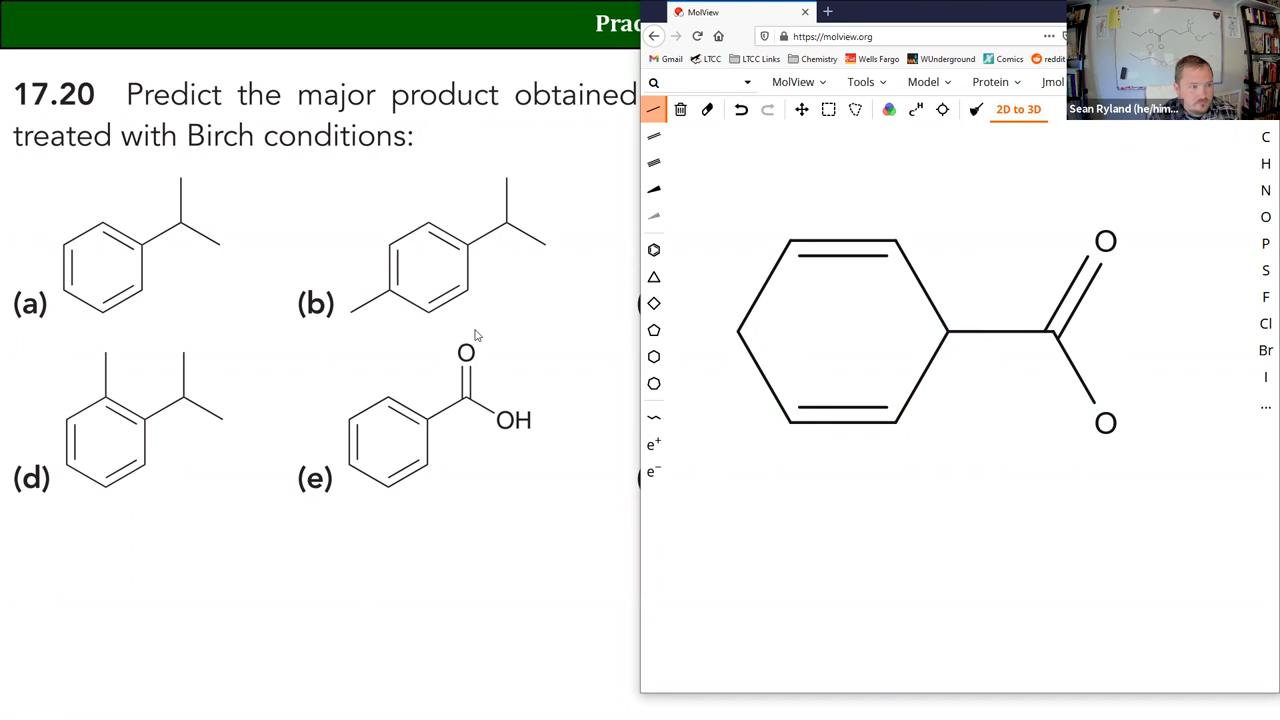 Prac
17.20 Predict the major product obtained
treated with Birch conditions:
(a)
(b)
(d)
(e)
O
OH
MolView
https://molview.org
Gmail
LTCC
LTCC Links
Chemistry
Wells Fargo
WUnderground
Comics
reddit
MolView
Tools
Model
Protein
Jmol
C
H
2D to 3D
Sean Ryland (he/him...
e+
e−
O
O
C
H
N
O
P
S
F
Cl
Br
I
...